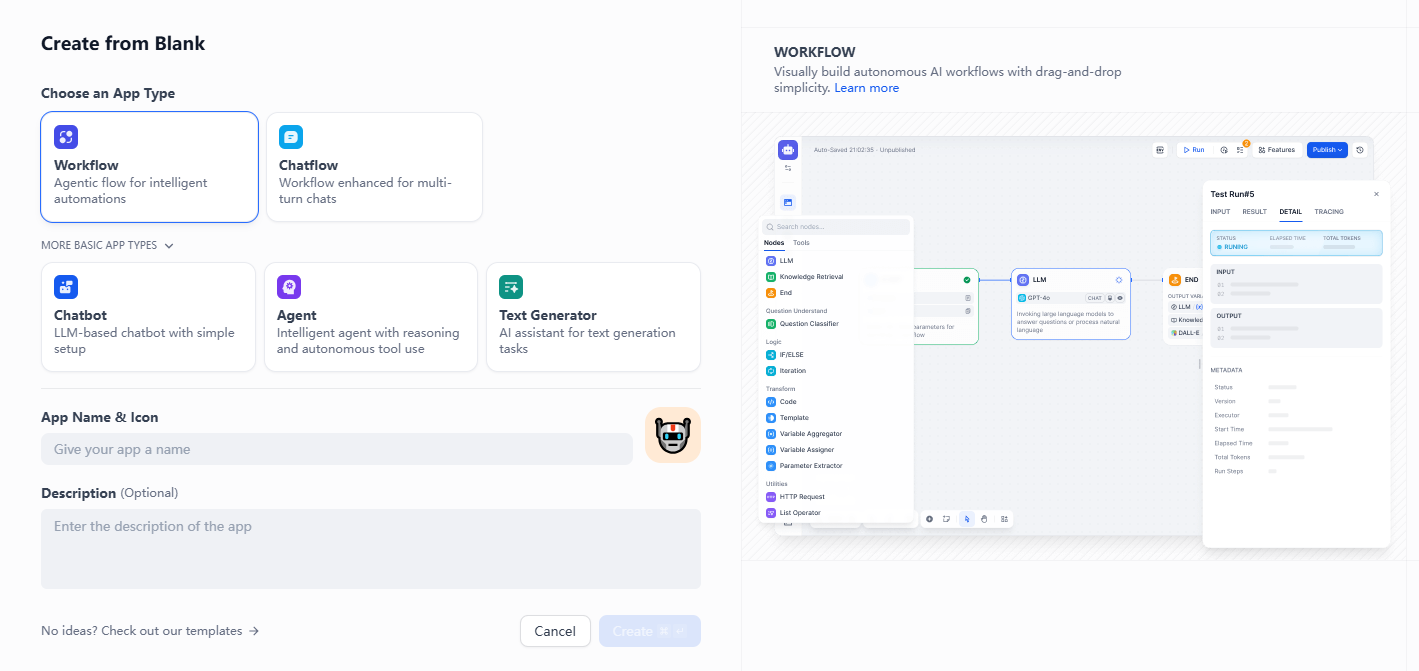 Create from Blank
Choose an App Type
Workflow
Agentic flow for intelligent
automations
Chatflow
Workflow enhanced for multi-
turn chats
MORE BASIC APP TYPES
Chatbot
LLM-based chatbot with simple
setup
Agent
Intelligent agent with reasoning
and autonomous tool use
Text Generator
AI assistant for text generation
tasks
App Name & Icon
Give your app a name
Description (Optional)
Enter the description of the app
No ideas? Check out our templates →
Cancel
Create ⌘ ↵
WORKFLOW
Visually build autonomous AI workflows with drag-and-drop
simplicity. Learn more
Auto-Saved 21:02:35 · Unpublished
Run
2
Features
Publish
Search nodes...
Nodes Tools
LLM
Knowledge Retrieval
End
Question Understand
Question Classifier
Logic
IF/ELSE
Iteration
Transform
Code
Template
Variable Aggregator
Variable Assigner
Parameter Extractor
Utilities
HTTP Request
List Operator
arameters for
flow
LLM
GPT-4o CHAT
Invoking large language models to
answer questions or process natural
language
END
OUTPUT VARIA
LLM
Knowled
DALL-E
Test Run#5
INPUT RESULT DETAIL TRACING
STATUS ELAPSED TIME TOTAL TOKENS
RUNING
INPUT
01
02
OUTPUT
01
02
METADATA
Status
Version
Executor
Start Time
Elapsed Time
Total Tokens
Run Steps